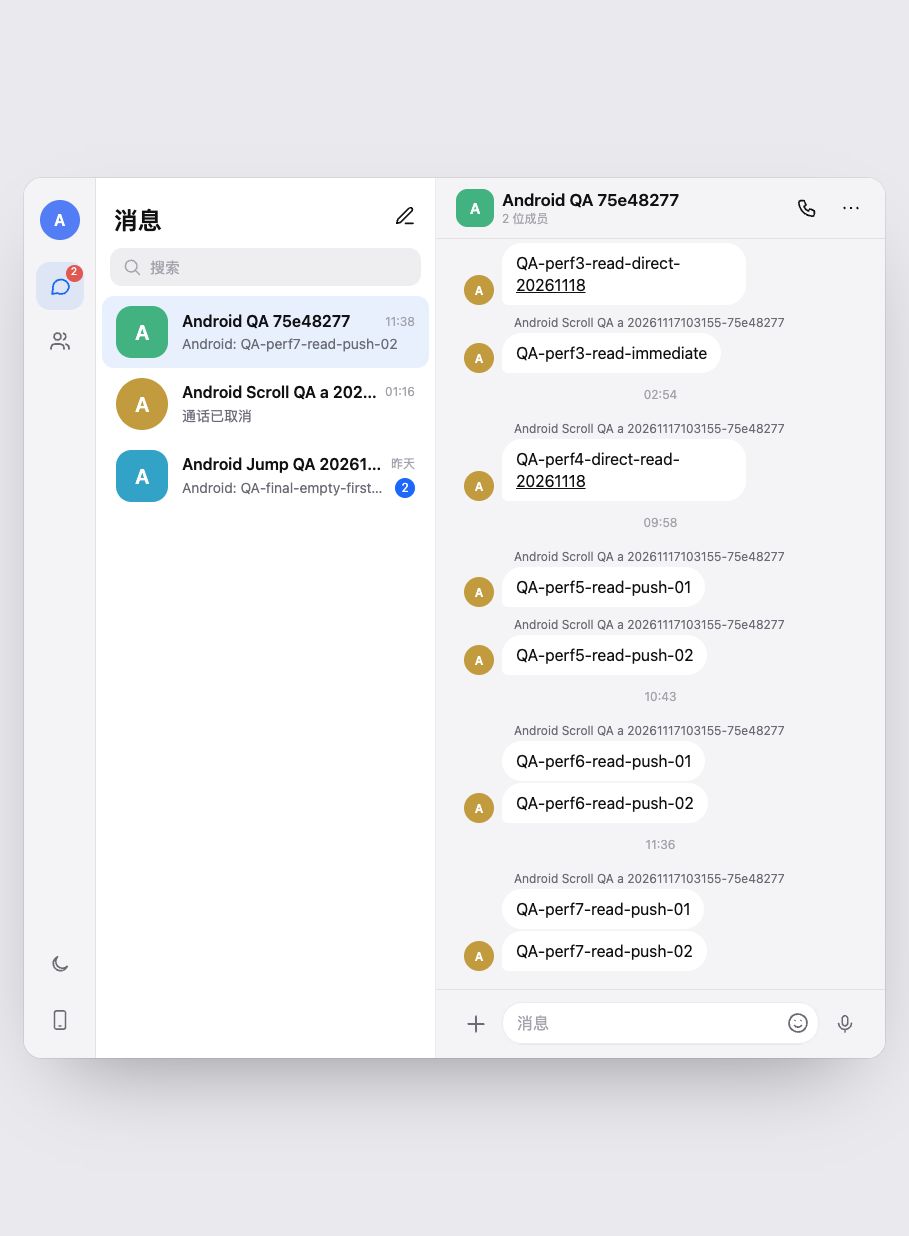 A
2
消息
搜索
A
Android QA 75e48277
11:38
Android: QA-perf7-read-push-02
A
Android Scroll QA a 202...
01:16
通话已取消
A
Android Jump QA 20261...
昨天
Android: QA-final-empty-first...
2
A
Android QA 75e48277
2 位成员
QA-perf3-read-direct-
20261118
A
Android Scroll QA a 20261117103155-75e48277
QA-perf3-read-immediate
A
02:54
Android Scroll QA a 20261117103155-75e48277
QA-perf4-direct-read-
20261118
A
09:58
Android Scroll QA a 20261117103155-75e48277
QA-perf5-read-push-01
A
Android Scroll QA a 20261117103155-75e48277
QA-perf5-read-push-02
A
10:43
Android Scroll QA a 20261117103155-75e48277
QA-perf6-read-push-01
QA-perf6-read-push-02
A
11:36
Android Scroll QA a 20261117103155-75e48277
QA-perf7-read-push-01
QA-perf7-read-push-02
A
消息